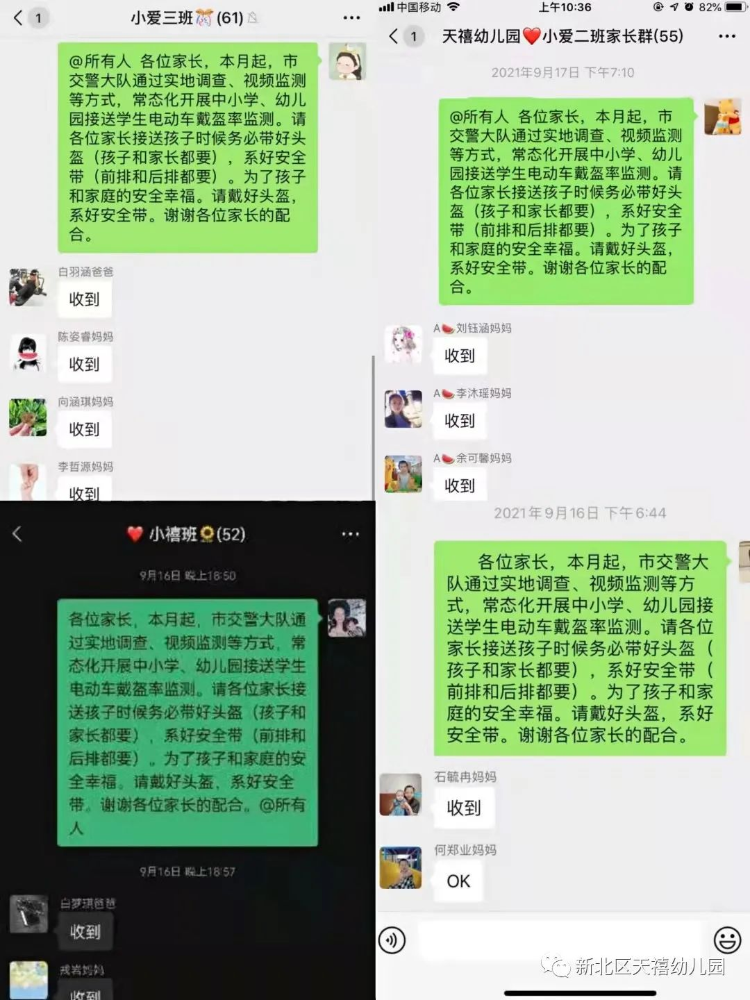 1
小爱三班🎊(61)
@所有人 各位家长，本月起，市
交警大队通过实地调查、视频监测
等方式，常态化开展中小学、幼儿
园接送学生电动车戴盔率监测。请
各位家长接送孩子时候务必带好头
盔（孩子和家长都要），系好安全
带（前排和后排都要）。为了孩子
和家庭的安全幸福。请戴好头盔，
系好安全带。谢谢各位家长的配
合。
白羽涵爸爸
收到
陈姿睿妈妈
收到
向涵琪妈妈
收到
李哲源妈妈
收到
中国移动
上午10:36
82%
1
天禧幼儿园❤️小爱二班家长群(55)
2021年9月17日 下午7:10
@所有人 各位家长，本月起，市
交警大队通过实地调查、视频监测
等方式，常态化开展中小学、幼儿
园接送学生电动车戴盔率监测。请
各位家长接送孩子时候务必带好头
盔（孩子和家长都要），系好安全
带（前排和后排都要）。为了孩子
和家庭的安全幸福。请戴好头盔，
系好安全带。谢谢各位家长的配
合。
A🍉刘钰涵妈妈
收到
A🍉李沐瑶妈妈
收到
A🍉余可馨妈妈
收到
❤️小禧班🌻(52)
9月16日 晚上18:50
各位家长，本月起，市交警大队通
过实地调查、视频监测等方式，常
态化开展中小学、幼儿园接送学生
电动车戴盔率监测。请各位家长接
送孩子时候务必带好头盔（孩子和
家长都要），系好安全带（前排和
后排都要）。为了孩子和家庭的安
全幸福。请戴好头盔，系好安全
带。谢谢各位家长的配合。@所有
人
9月16日 晚上18:57
白梦琪爸爸
收到
戎岩妈妈
收到
2021年9月16日 下午6:44
各位家长，本月起，市交警大
队通过实地调查、视频监测等方
式，常态化开展中小学、幼儿园接
送学生电动车戴盔率监测。请各位
家长接送孩子时候务必带好头盔（
孩子和家长都要），系好安全带（
前排和后排都要）。为了孩子和家
庭的安全幸福。请戴好头盔，系好
安全带。谢谢各位家长的配合。
石毓冉妈妈
收到
何郑业妈妈
OK
新北区天禧幼儿园